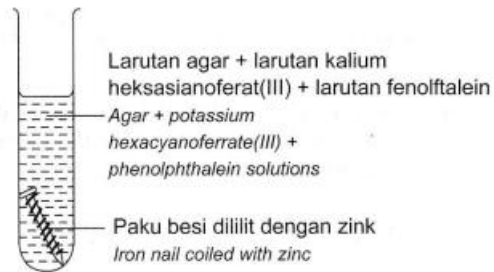 Larutan agar + larutan kalium
heksasianoferat(III) + larutan fenolftalein
Agar + potassium
hexacyanoferrate(III) +
phenolphthalein solutions
Paku besi dililit dengan zink
Iron nail coiled with zinc